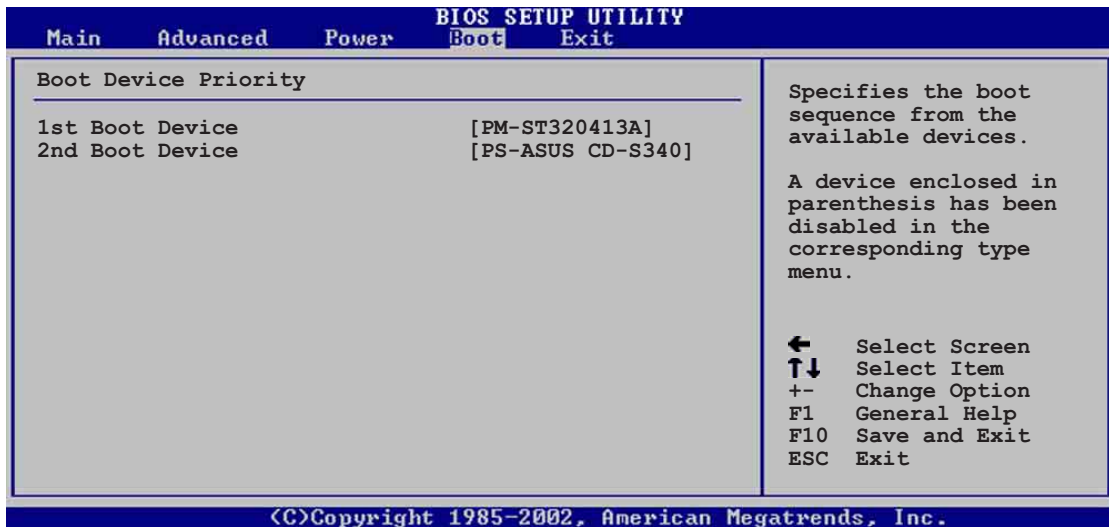 BIOS SETUP UTILITY
Main Advanced Power Boot Exit
Boot Device Priority
1st Boot Device [PM-ST320413A]
2nd Boot Device [PS-ASUS CD-S340]
Specifies the boot
sequence from the
available devices.
A device enclosed in
parenthesis has been
disabled in the
corresponding type
menu.
← Select Screen
↑↓ Select Item
+- Change Option
F1 General Help
F10 Save and Exit
ESC Exit
(C)Copyright 1985-2002, American Megatrends, Inc.